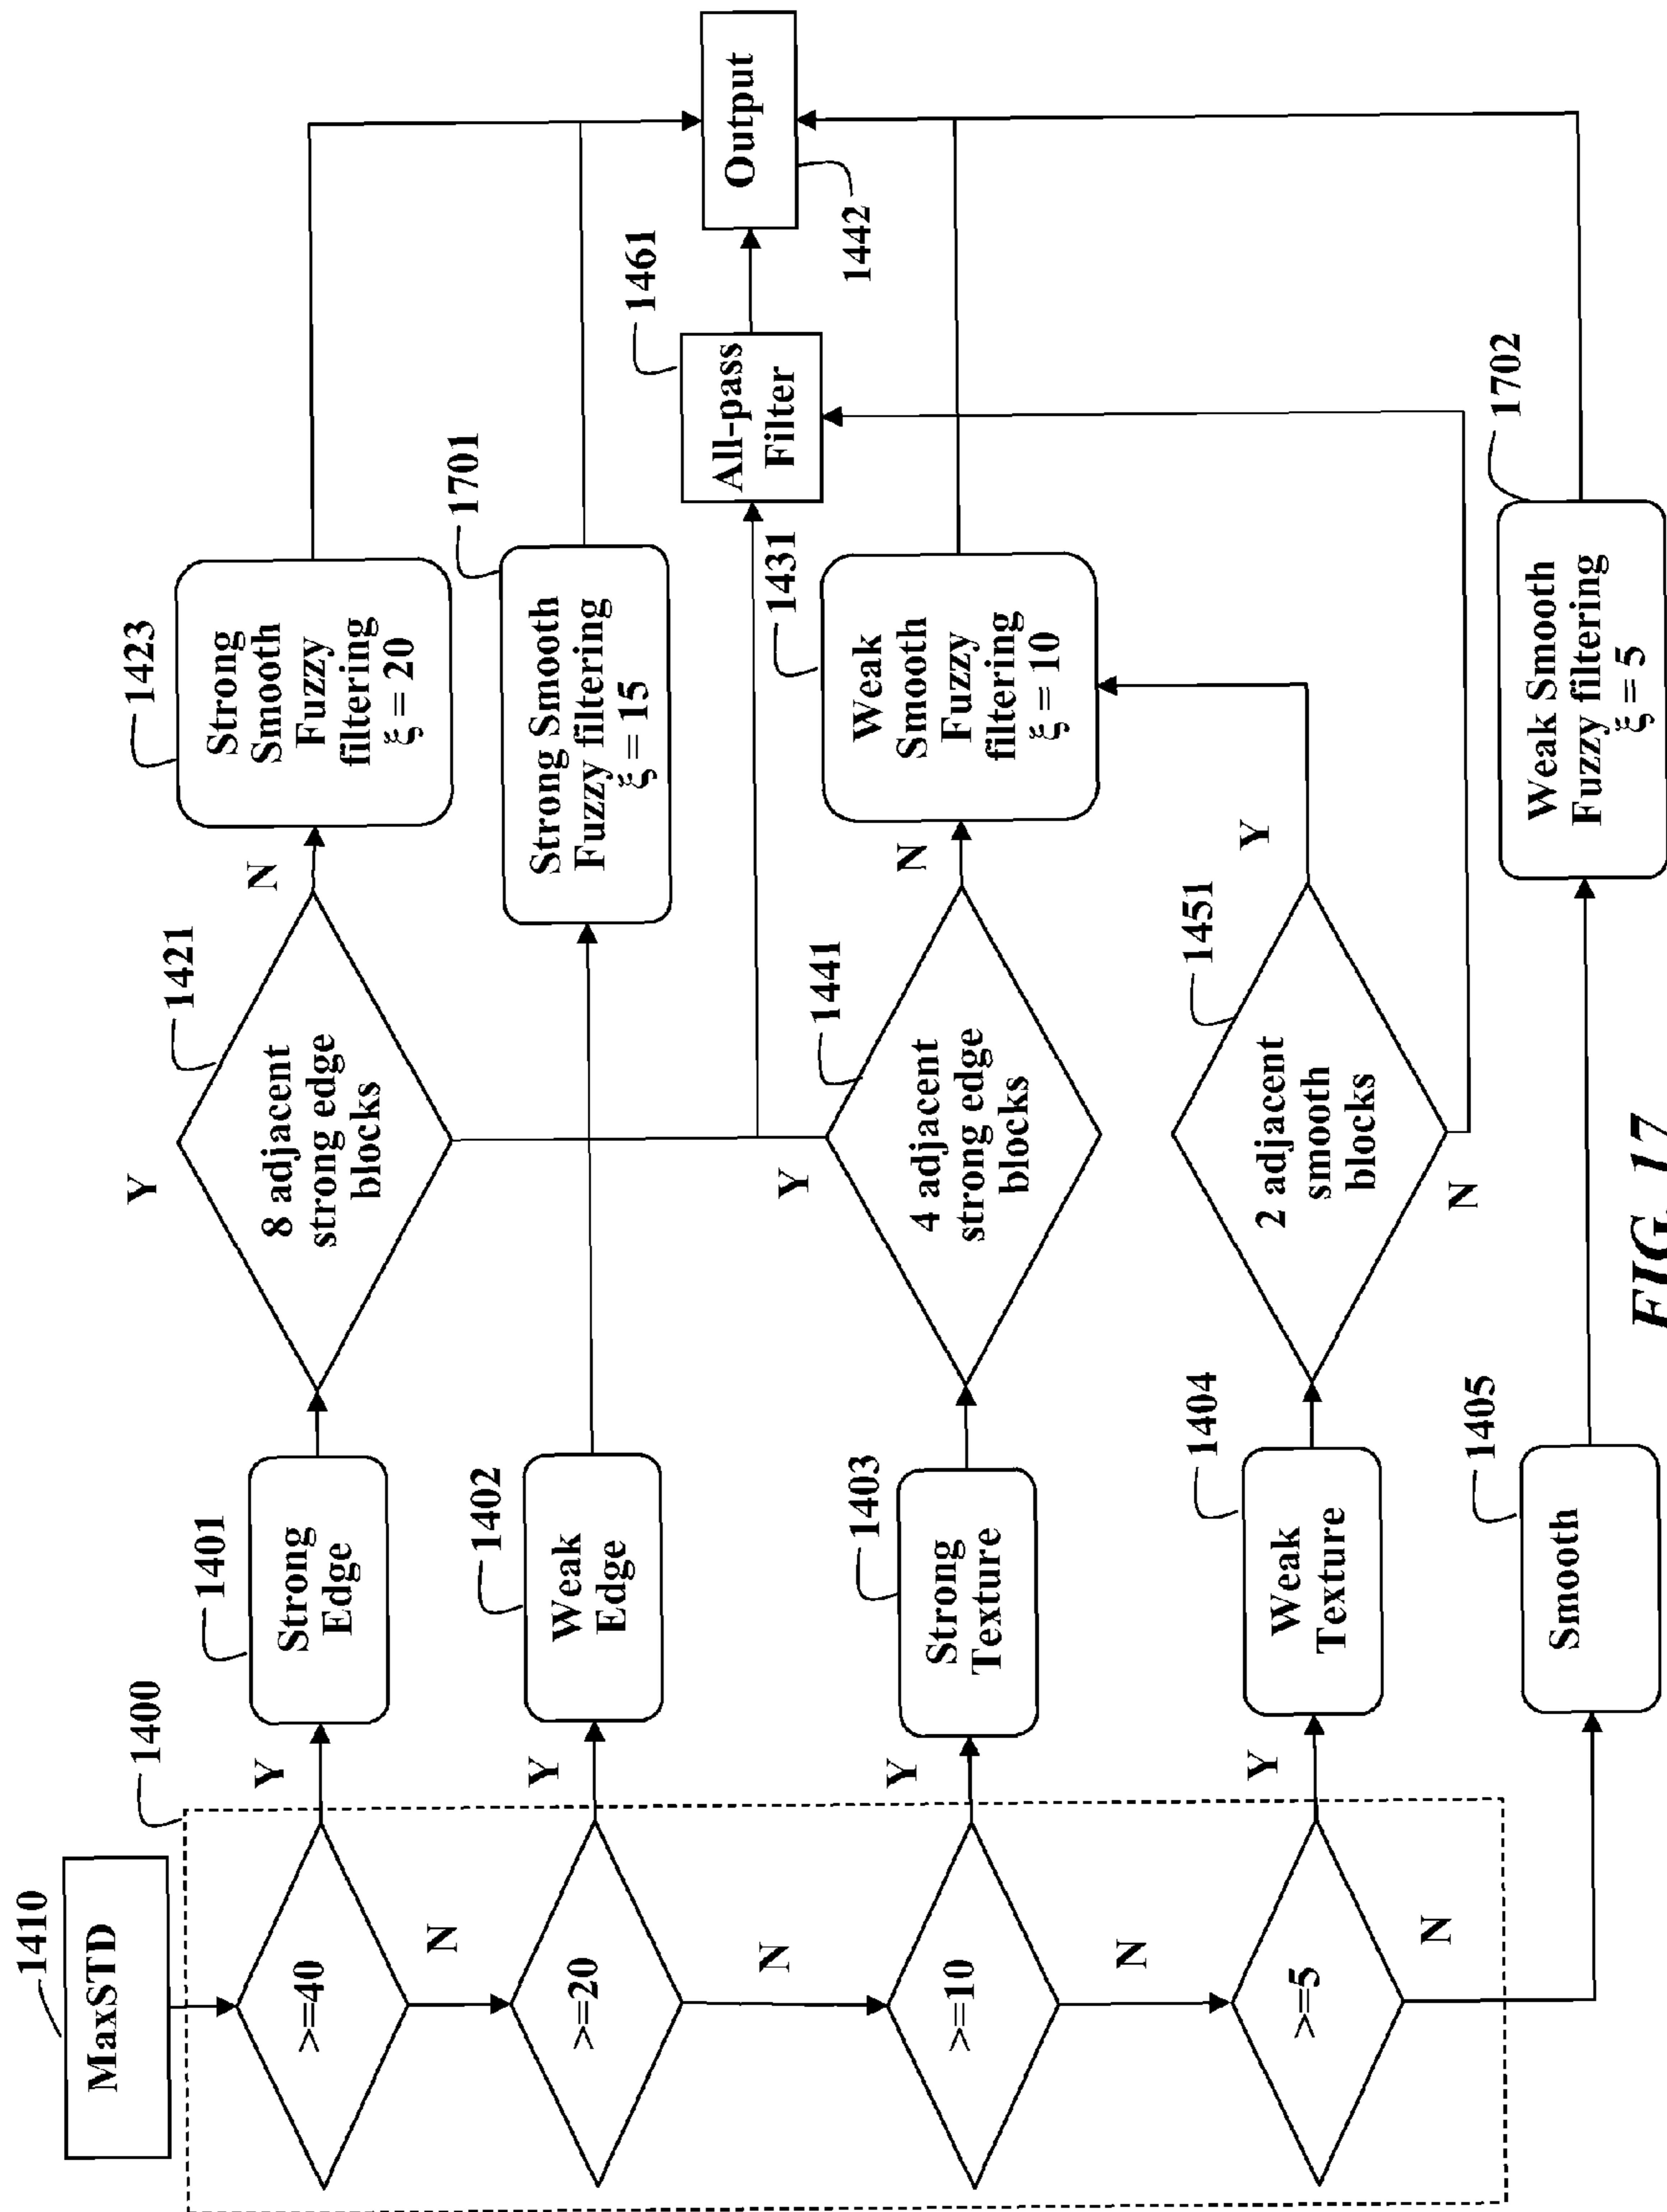 1410
MaxSTD
1400
>=40
Y
N
>=20
Y
N
>=10
Y
N
>=5
Y
N
1401
Strong
Edge
1402
Weak
Edge
1403
Strong
Texture
1404
Weak
Texture
1405
Smooth
Y
1421
8 adjacent
strong edge
blocks
N
Y
1441
4 adjacent
strong edge
blocks
N
1451
2 adjacent
smooth
blocks
Y
N
1423
Strong
Smooth
Fuzzy
filtering
ξ = 20
1701
Strong Smooth
Fuzzy filtering
ξ = 15
1431
Weak
Smooth
Fuzzy
filtering
ξ = 10
1702
Weak Smooth
Fuzzy filtering
ξ = 5
1461
All-pass
Filter
Output
1442
FIG. 17